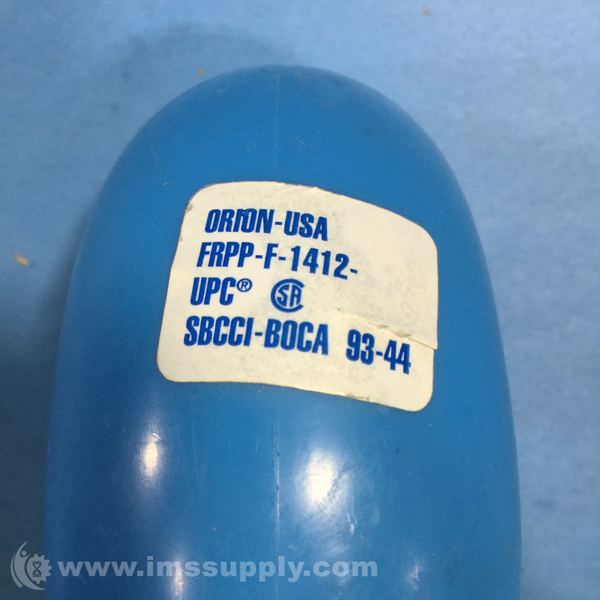 ORION-USA
FRPP-F-1412-
UPC® SA
SBCCI-BOCA 93-44
www.imssupply.com